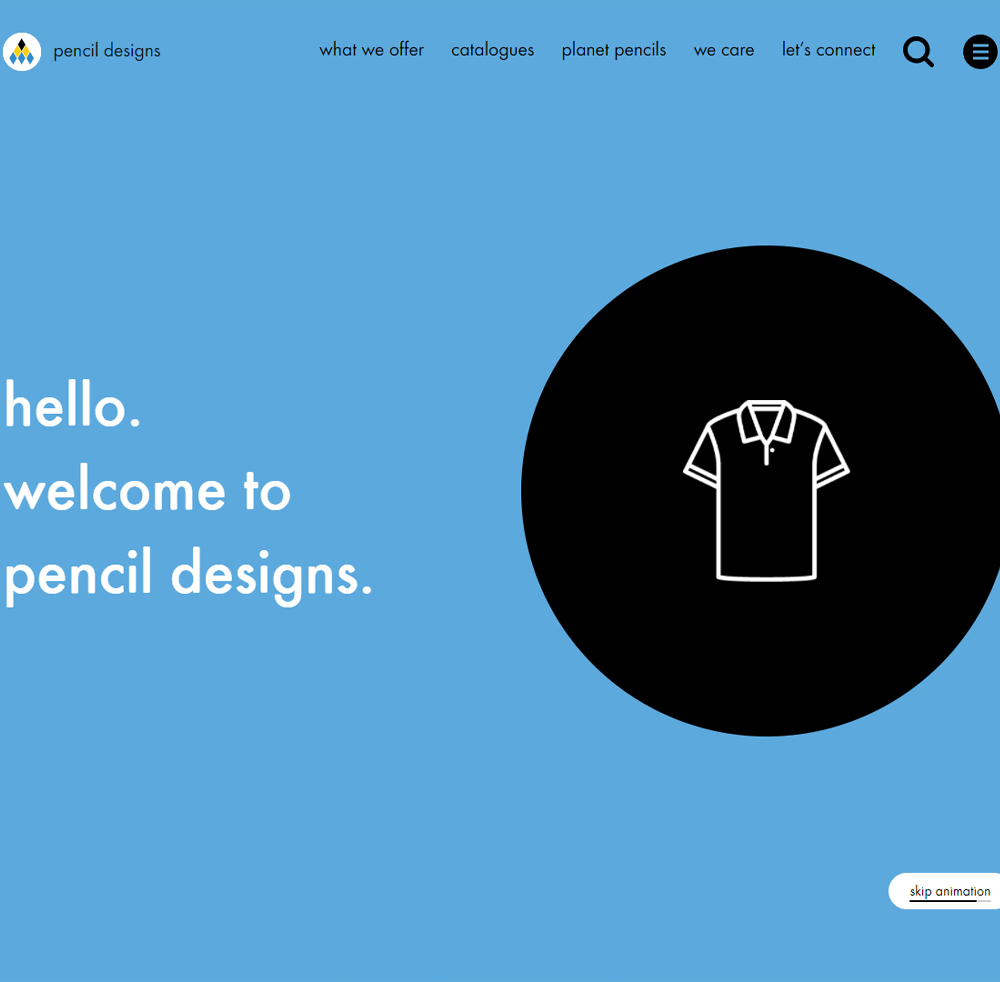 pencil designs
what we offer
catalogues
planet pencils
we care
let's connect
hello.
welcome to
pencil designs.
skip animation